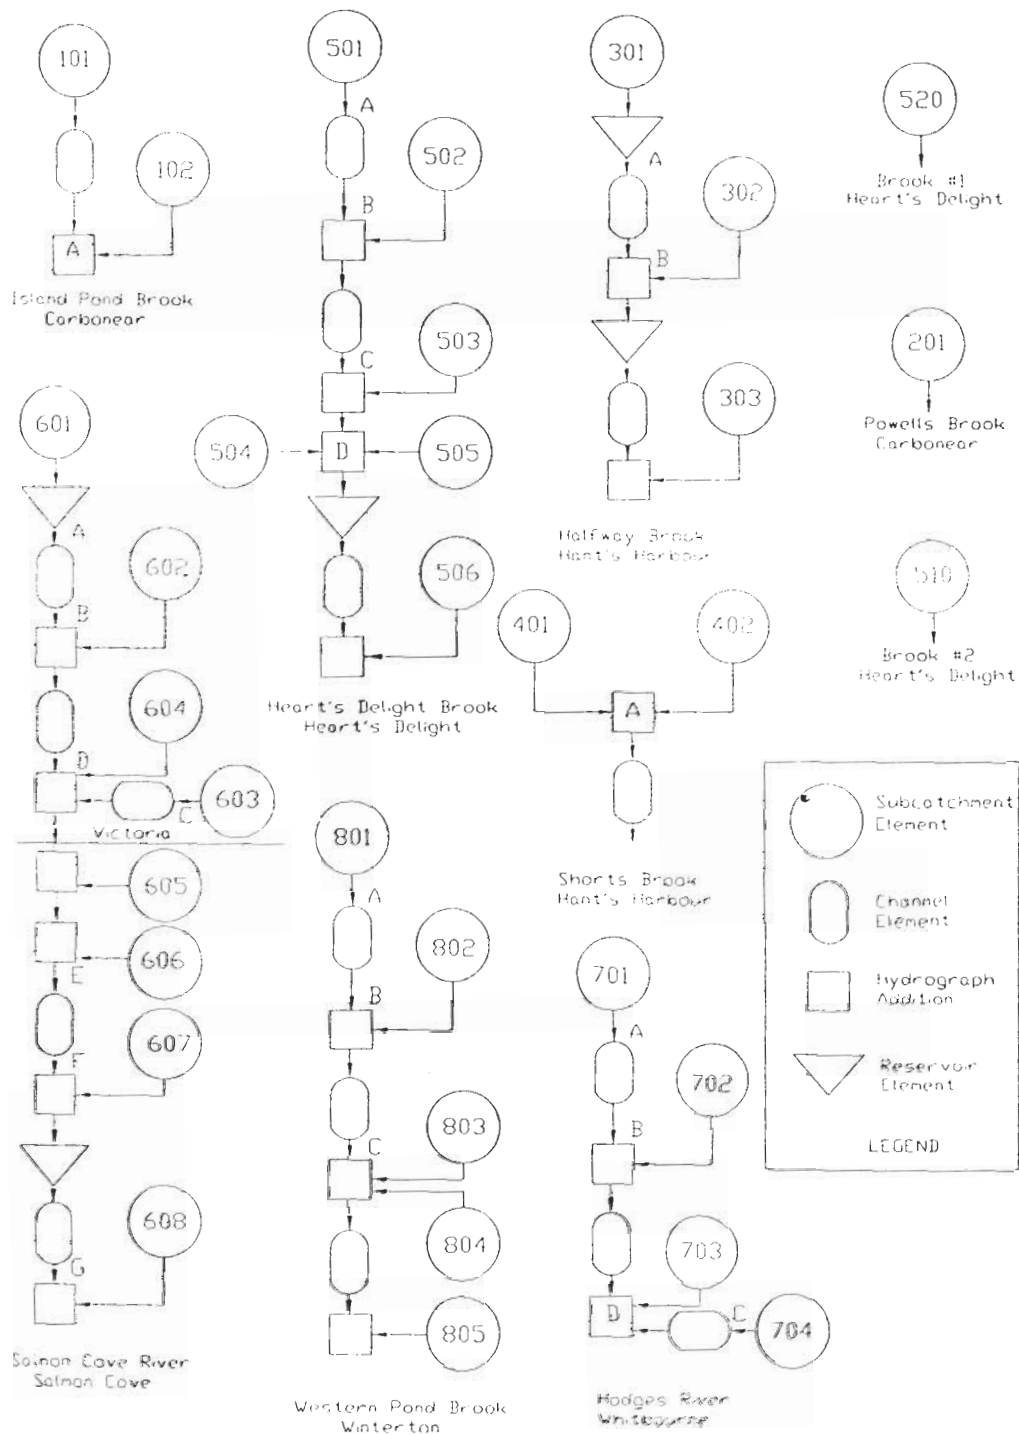 101
102
A
Island Pond Brook
Carbonear
501
A
502
B
503
C
504
D
505
506
Heart's Delight Brook
Heart's Delight
301
A
302
B
303
Halfway Brook
Hant's Harbour
520
Brook #1
Heart's Delight
201
Powells Brook
Carbonear
510
Brook #2
Heart's Delight
401
402
A
Shorts Brook
Hant's Harbour
601
A
602
B
604
D
C
603
Victoria
605
606
E
607
F
608
G
Salmon Cove River
Salmon Cove
801
A
802
B
803
C
804
805
Western Pond Brook
Winterton
701
A
702
B
703
D
C
704
Hodges River
Whitbourne
Subcatchment
Element
Channel
Element
Hydrograph
Addition
Reservoir
Element
LEGEND